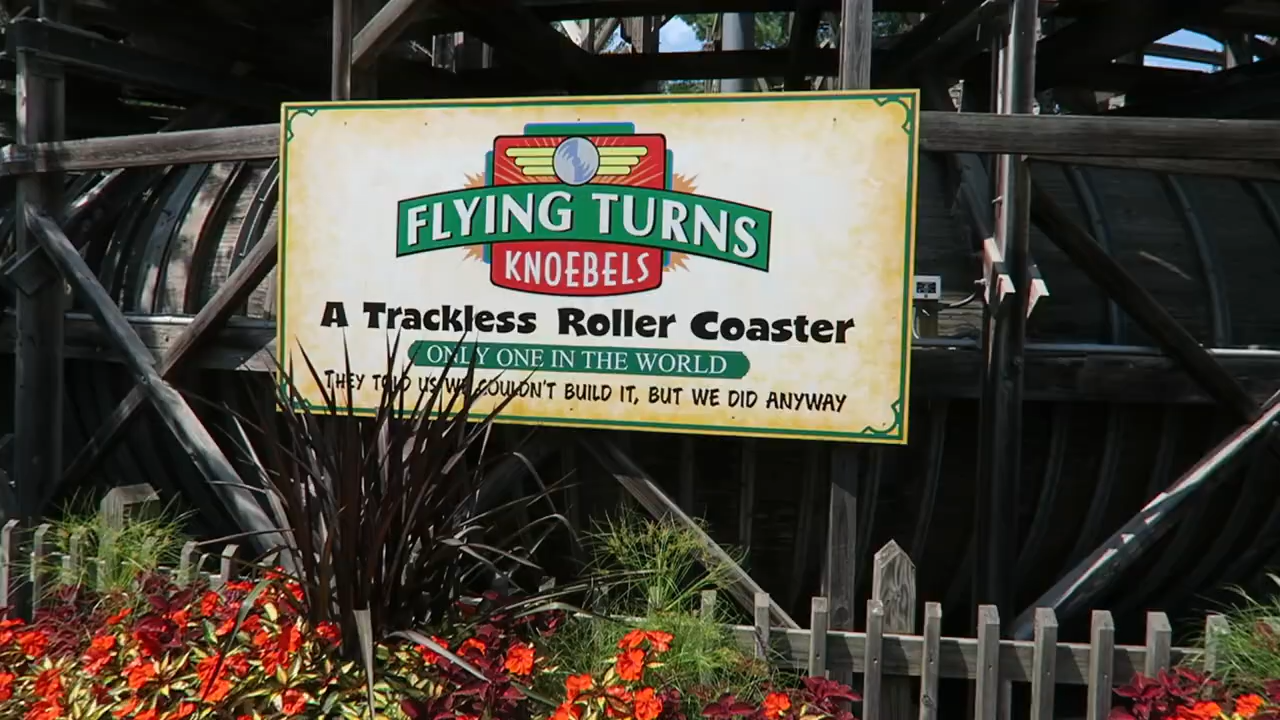 FLYING TURNS
KNOEBELS
A Trackless Roller Coaster
ONLY ONE IN THE WORLD
THEY TOLD US WE COULDN'T BUILD IT, BUT WE DID ANYWAY